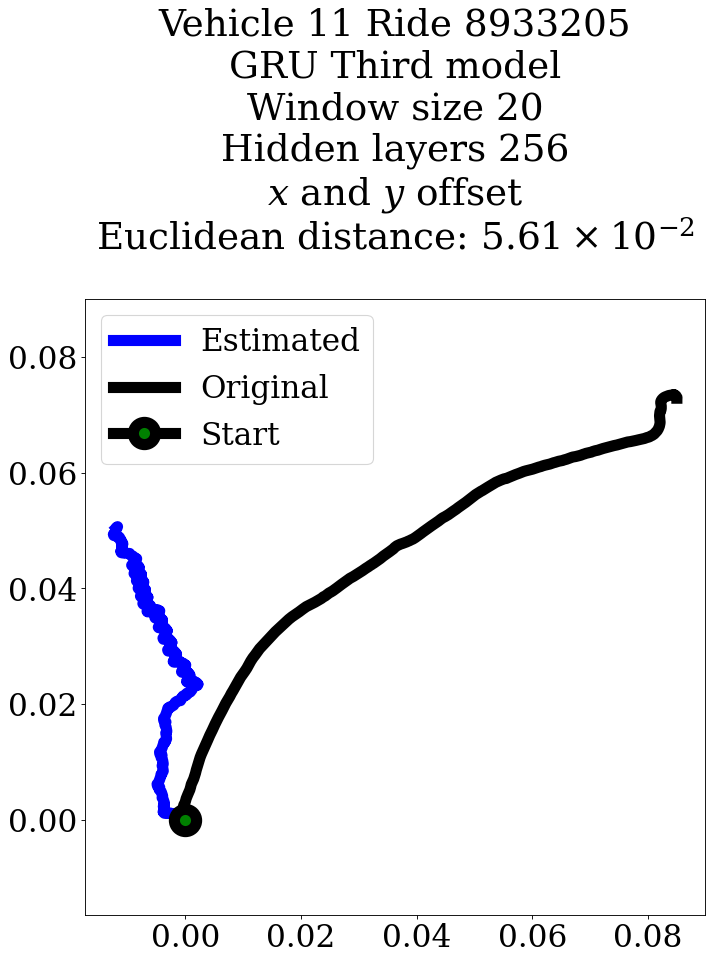 Vehicle 11 Ride 8933205
GRU Third model
Window size 20
Hidden layers 256
x and y offset
Euclidean distance: 5.61 × 10⁻²
Estimated
Original
Start
0.08
0.06
0.04
0.02
0.00
0.00 0.02 0.04 0.06 0.08